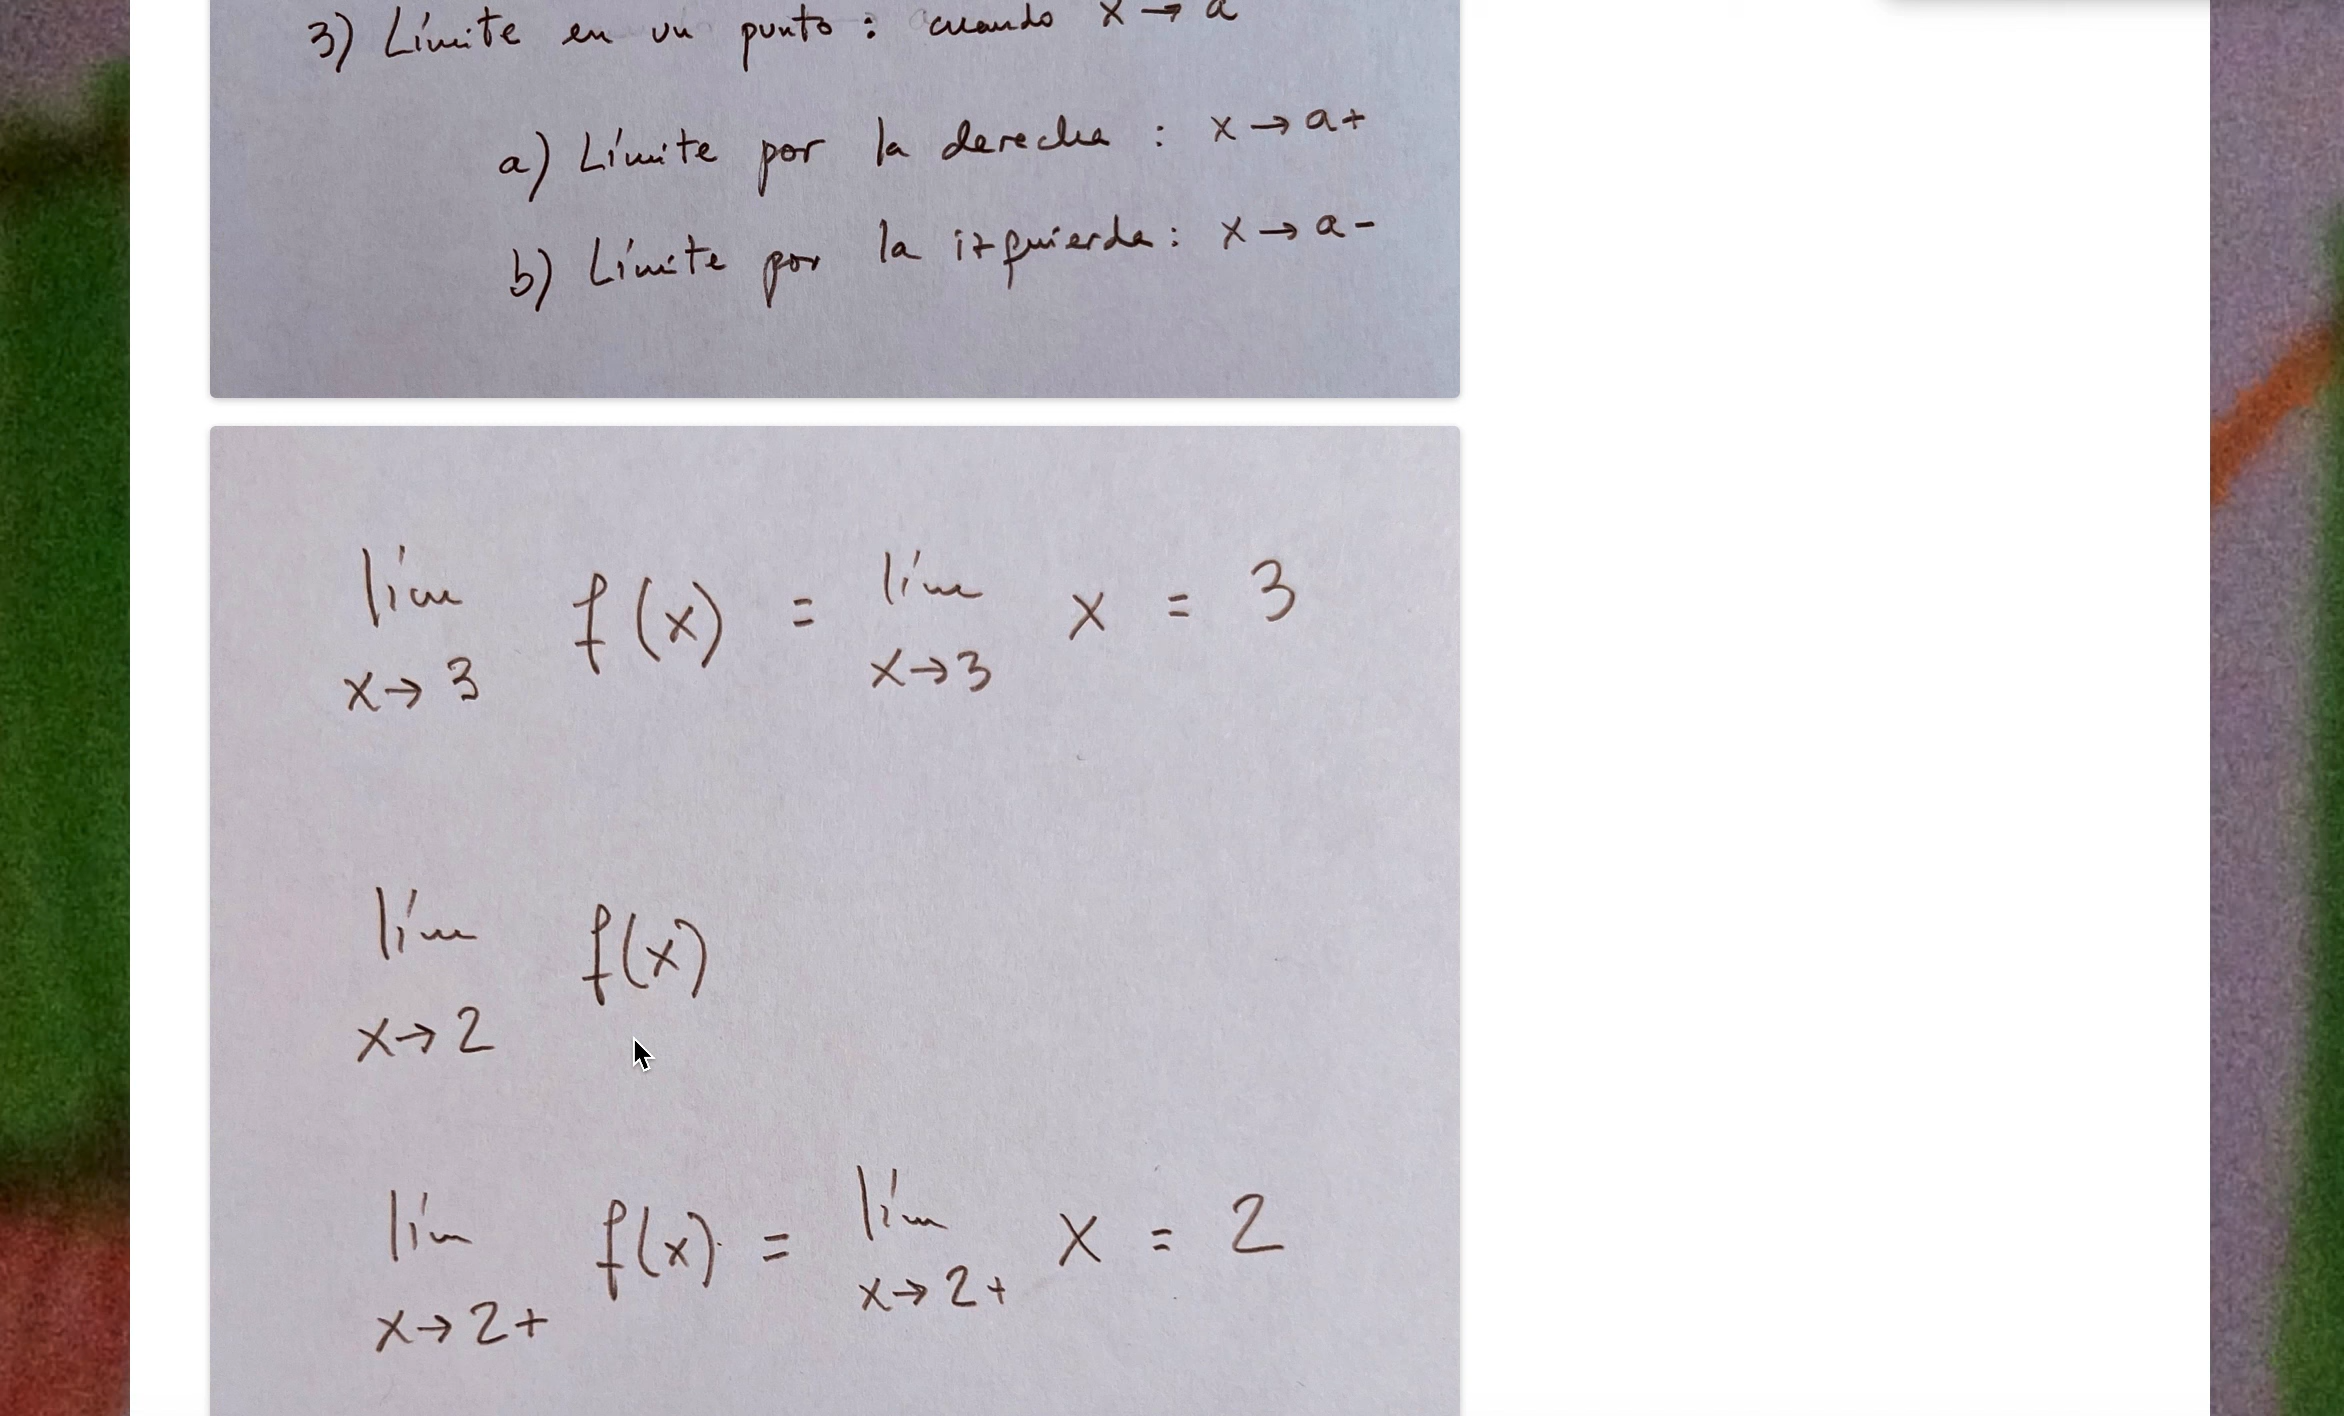 3) Límite en un punto : cuando x → a
a) Límite por la derecha : x → a+
b) Límite por la izquierda : x → a-
lím f(x) = lím x = 3
x→3 x→3
lím f(x)
x→2
lím f(x) = lím x = 2
x→2+ x→2+